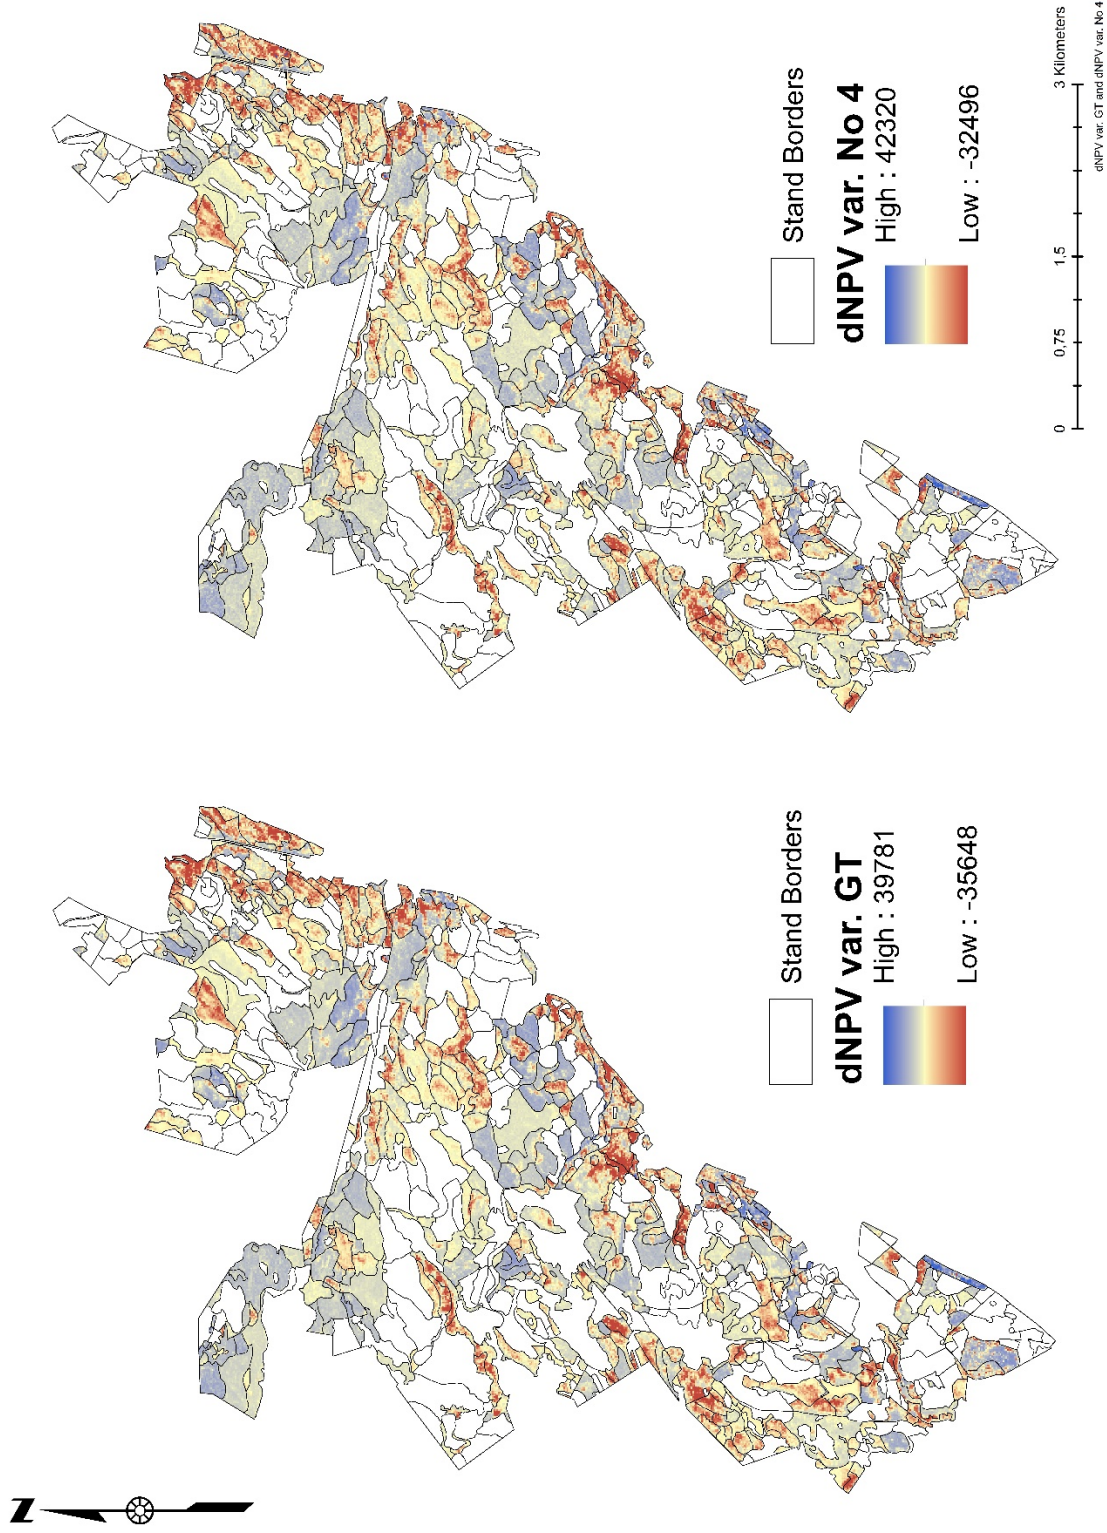 N
Stand Borders
dNPV var. GT
High : 39781
Low : -35648
Stand Borders
dNPV var. No 4
High : 42320
Low : -32496
0 0,75 1,5 3 Kilometers
dNPV var. GT and dNPV var. No 4